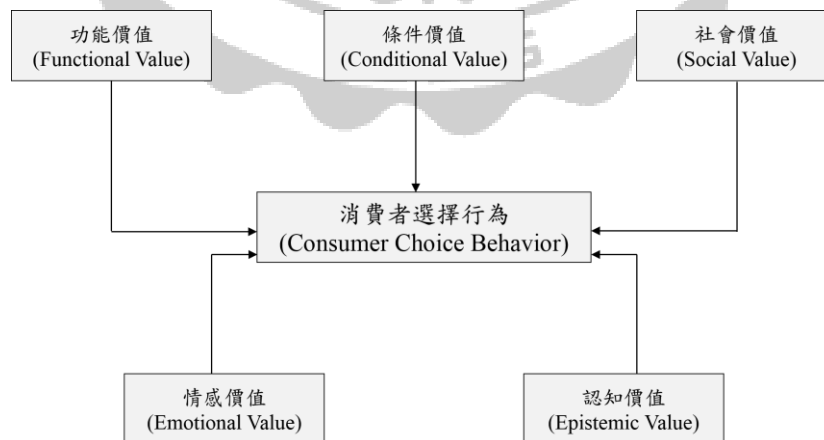 功能價值
(Functional Value)
條件價值
(Conditional Value)
社會價值
(Social Value)
消費者選擇行為
(Consumer Choice Behavior)
情感價值
(Emotional Value)
認知價值
(Epistemic Value)